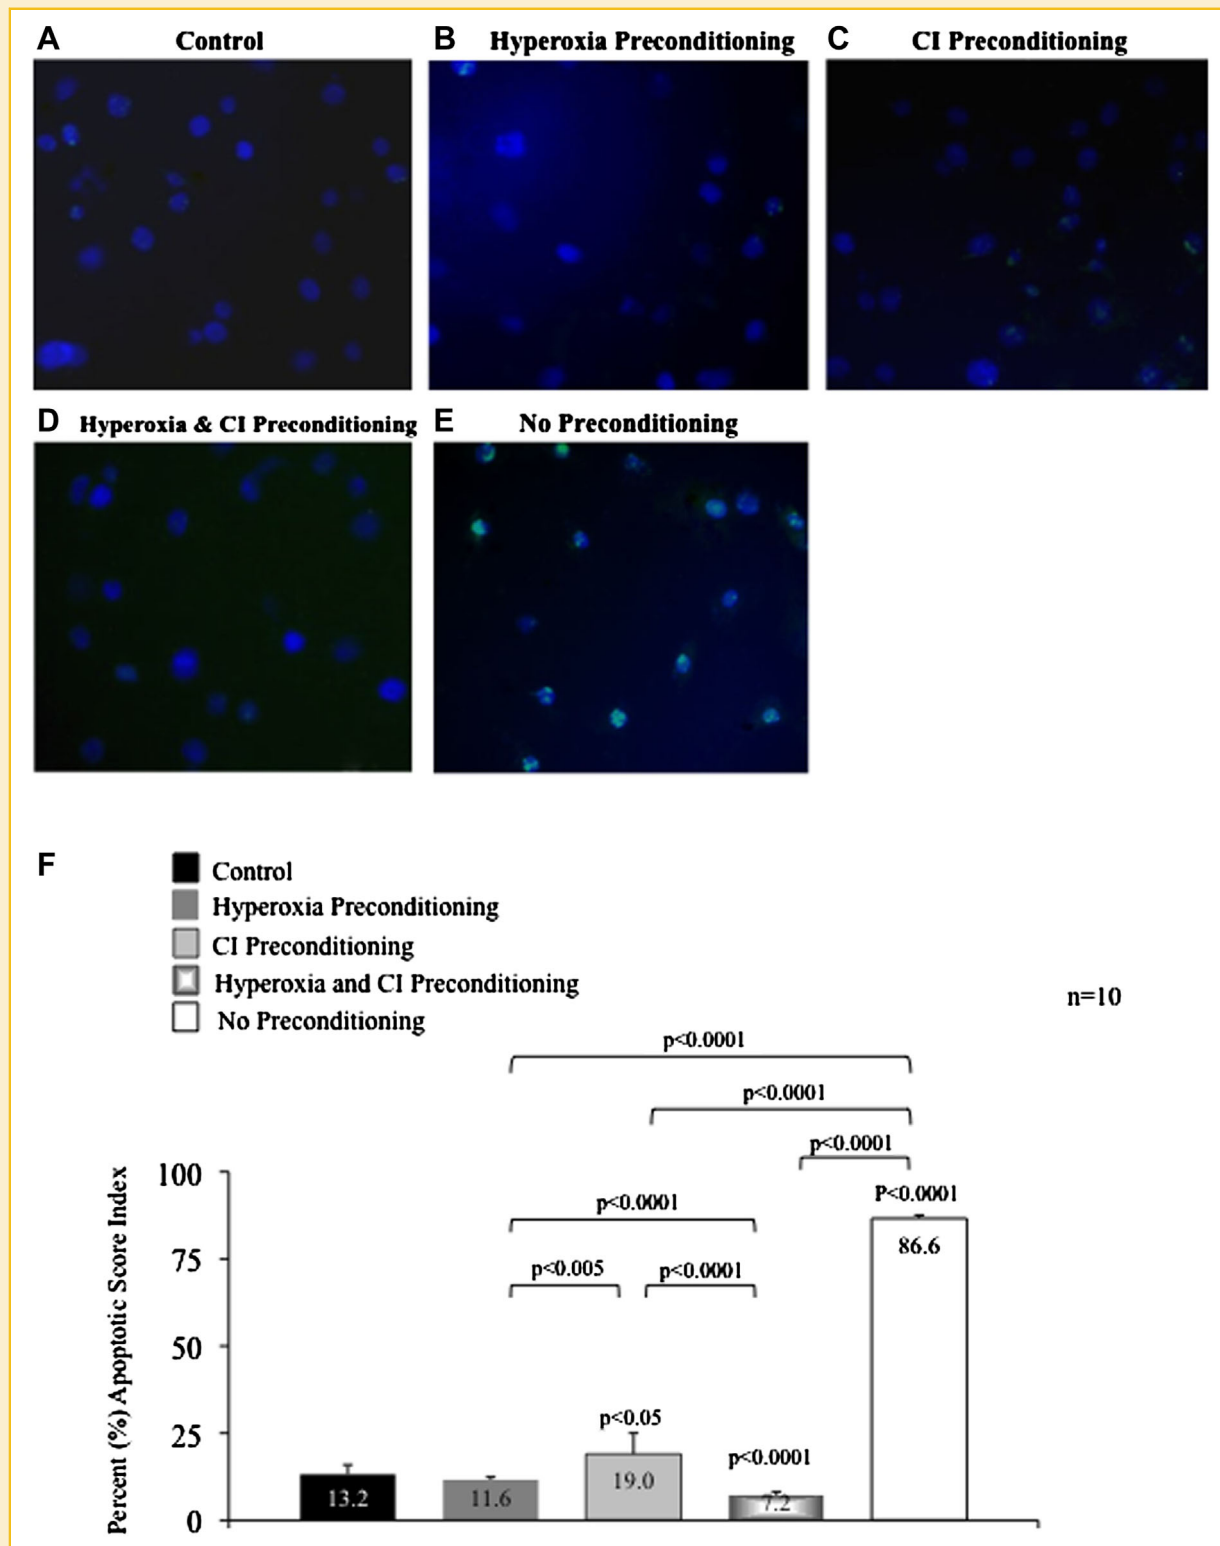 A Control
B Hyperoxia Preconditioning
C CI Preconditioning
D Hyperoxia & CI Preconditioning
E No Preconditioning
F
Control
Hyperoxia Preconditioning
CI Preconditioning
Hyperoxia and CI Preconditioning
No Preconditioning
n=10
p<0.0001
p<0.0001
p<0.0001
P<0.0001
p<0.0001
p<0.005
p<0.0001
p<0.05
p<0.0001
Percent (%) Apoptotic Score Index
100
75
50
25
0
13.2
11.6
19.0
7.2
86.6